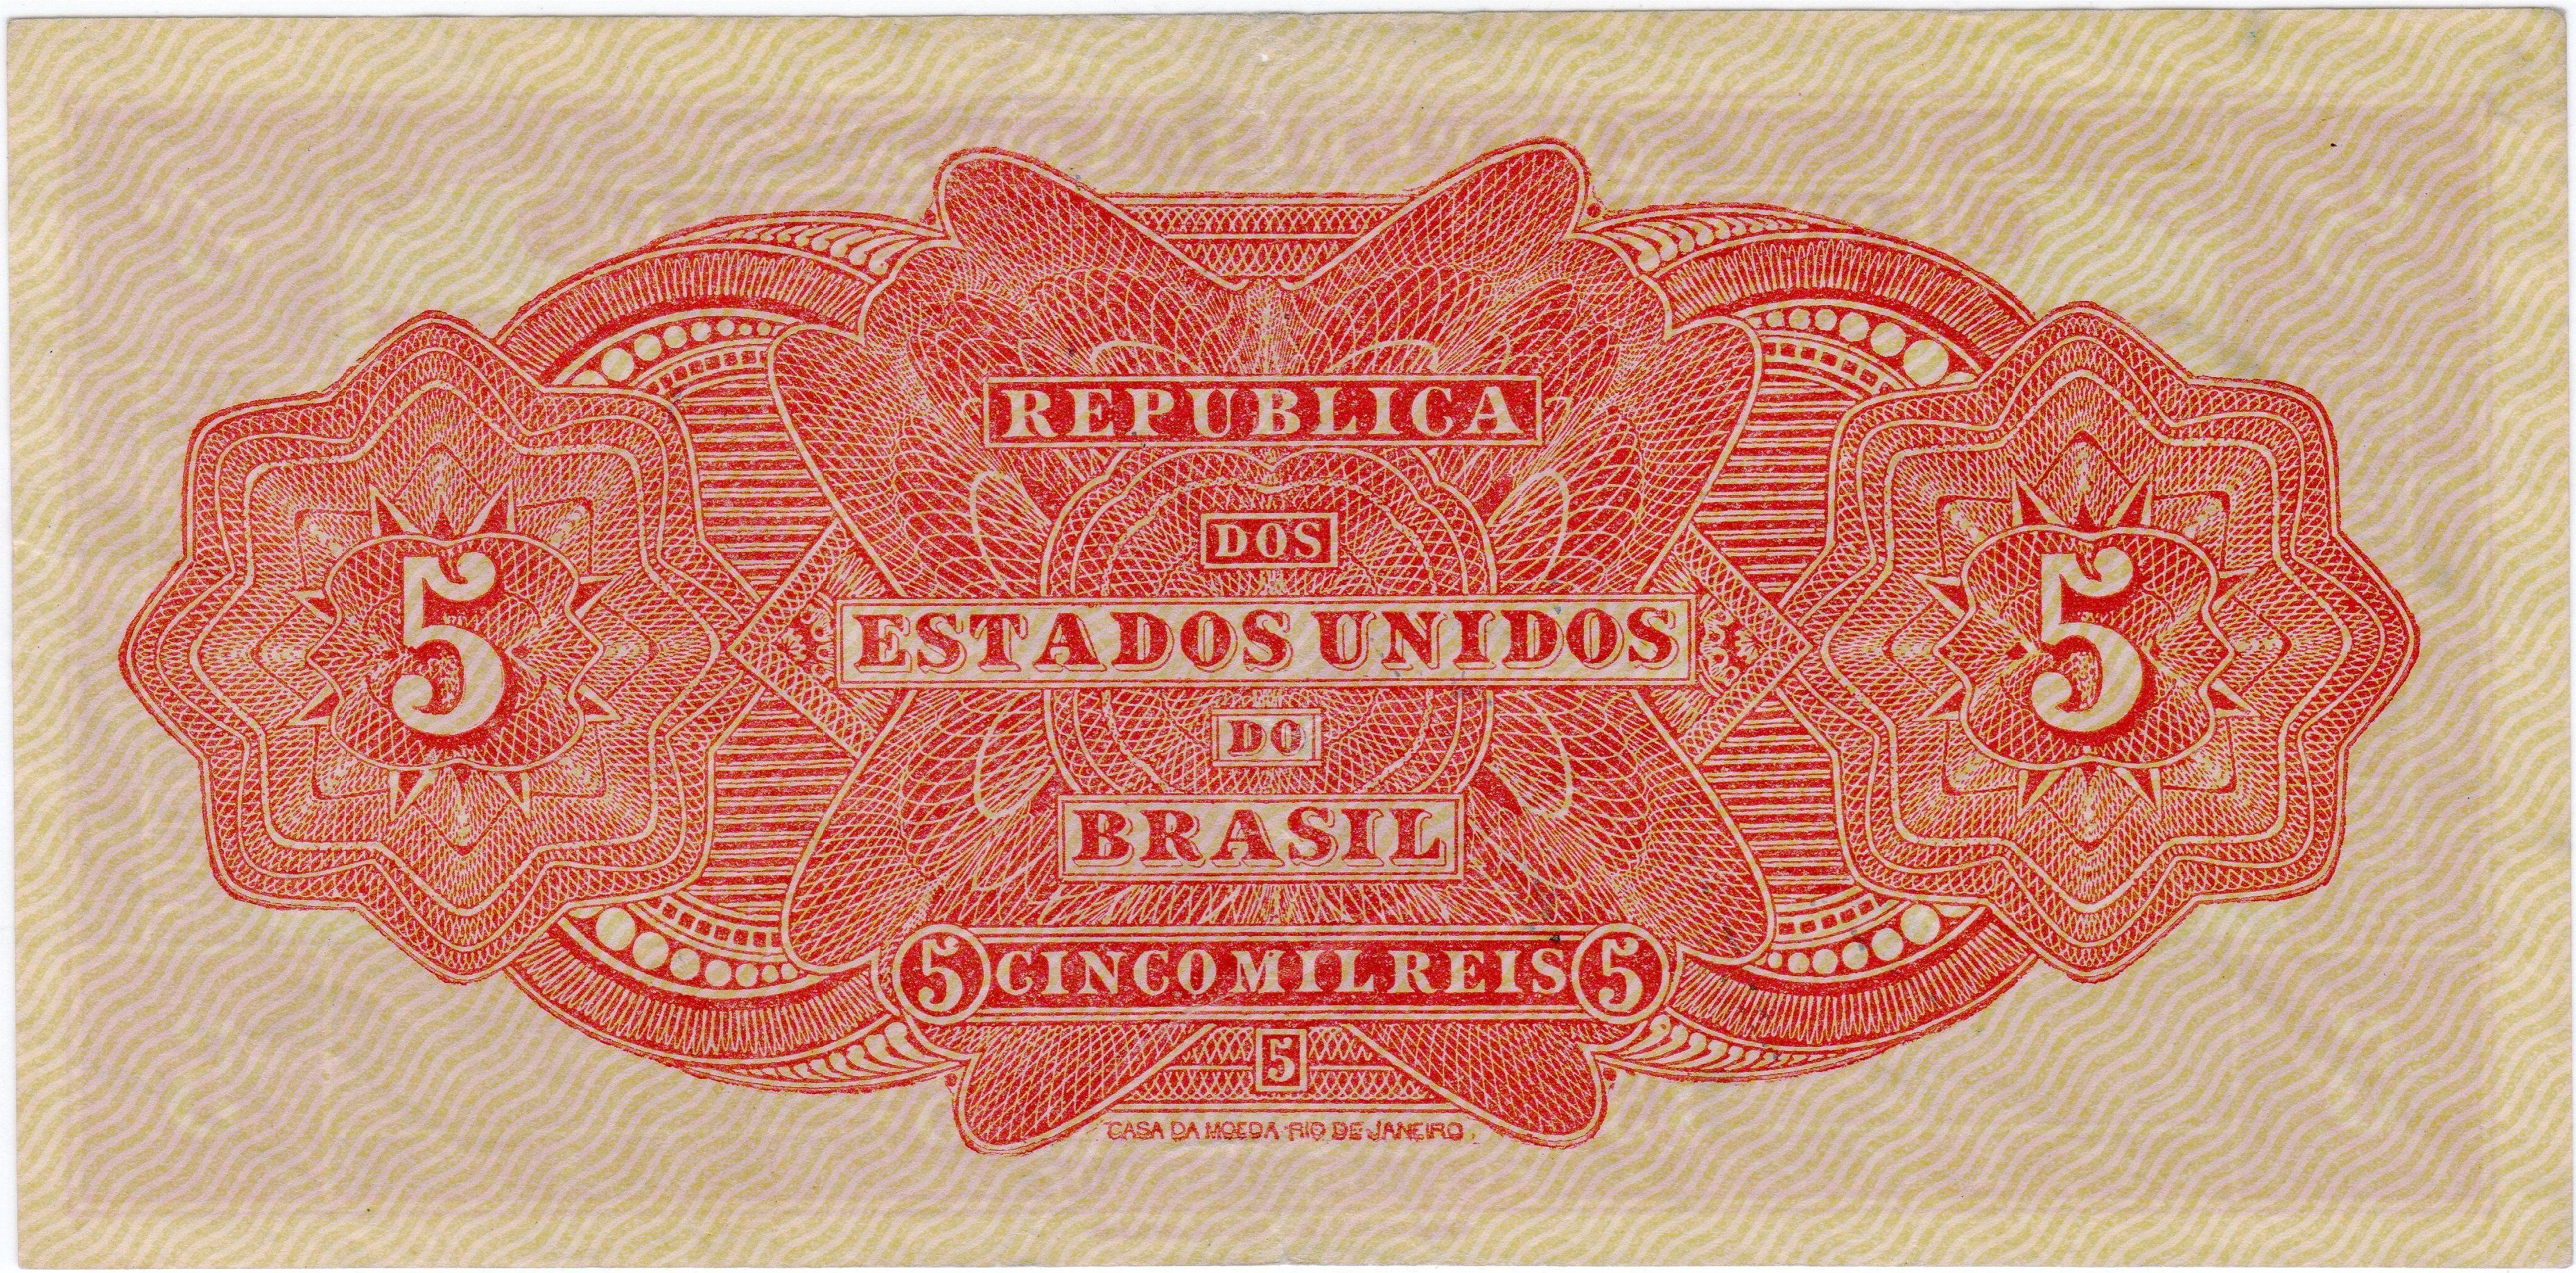 REPUBLICA
DOS
5 ESTADOS UNIDOS 5
DO
BRASIL
5 CINCO MIL REIS 5
5
CASA DA MOEDA RIO DE JANEIRO